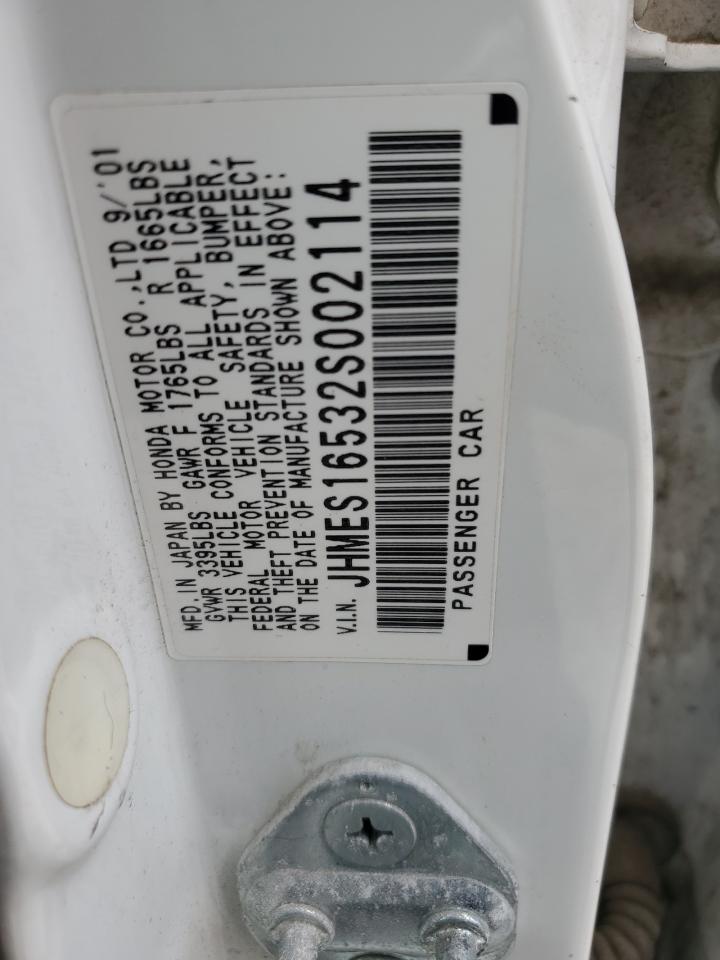 MFD. IN JAPAN BY HONDA MOTOR CO.,LTD 9/'01
GVWR 3395LBS GAWR F 1765LBS R 1665LBS
THIS VEHICLE CONFORMS TO ALL APPLICABLE
FEDERAL MOTOR VEHICLE SAFETY, BUMPER,
AND THEFT PREVENTION STANDARDS IN EFFECT
ON THE DATE OF MANUFACTURE SHOWN ABOVE:
V.I.N. JHMES16532S002114
PASSENGER CAR